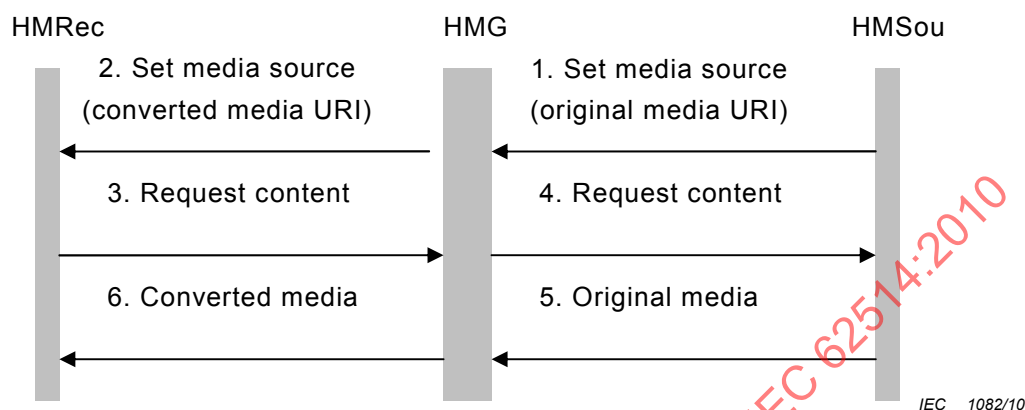 HMRec HMG HMSou
2. Set media source
(converted media URI)
1. Set media source
(original media URI)
3. Request content
4. Request content
6. Converted media
5. Original media
IEC 62514:2010
IEC 1082/10